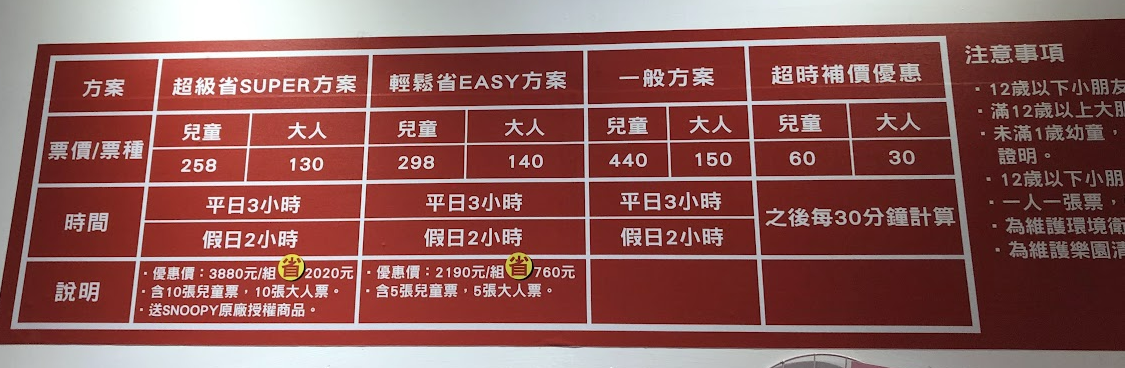 方案 超級省SUPER方案 輕鬆省EASY方案 一般方案 超時補價優惠
票價/票種 兒童 大人 兒童 大人 兒童 大人 兒童 大人
258 130 298 140 440 150 60 30
時間 平日3小時 平日3小時 平日3小時 之後每30分鐘計算
假日2小時 假日2小時 假日2小時
說明 ·優惠價：3880元/組 省 2020元 ·優惠價：2190元/組 省 760元
·含10張兒童票，10張大人票。 ·含5張兒童票，5張大人票。
·送SNOOPY原廠授權商品。
注意事項
·12歲以下小朋友
·滿12歲以上大朋
·未滿1歲幼童，
證明。
·12歲以下小朋
·一人一張票，
·為維護環境衛
·為維護樂園清